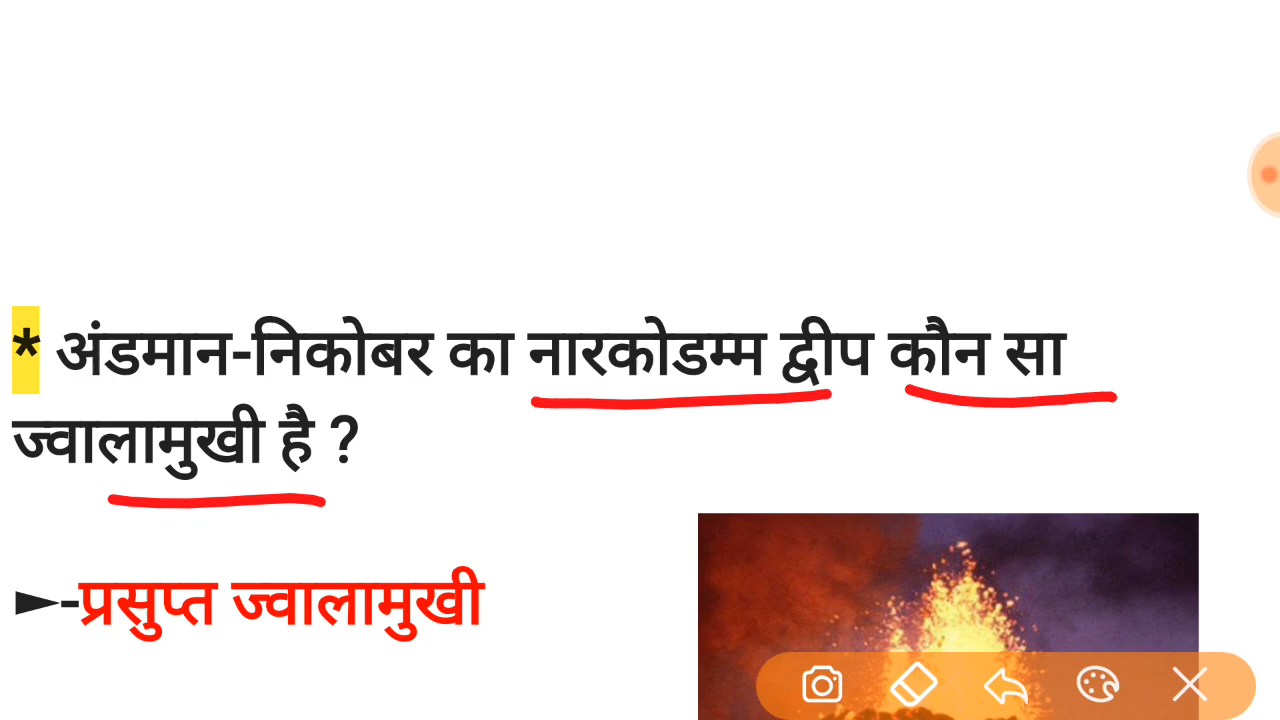 * अंडमान-निकोबर का नारकोडम्म द्वीप कौन सा
ज्वालामुखी है ?
►-प्रसुप्त ज्वालामुखी